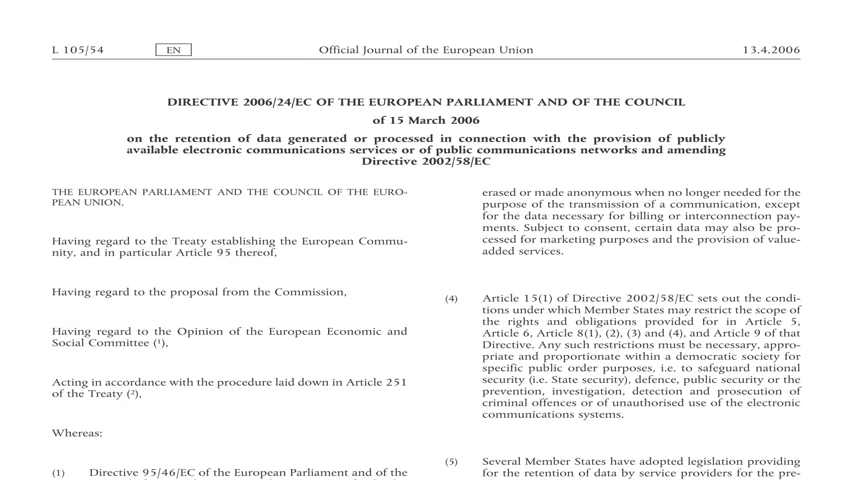 L 105/54 EN Official Journal of the European Union 13.4.2006
DIRECTIVE 2006/24/EC OF THE EUROPEAN PARLIAMENT AND OF THE COUNCIL
of 15 March 2006
on the retention of data generated or processed in connection with the provision of publicly
available electronic communications services or of public communications networks and amending
Directive 2002/58/EC
THE EUROPEAN PARLIAMENT AND THE COUNCIL OF THE EURO-
PEAN UNION,
Having regard to the Treaty establishing the European Commu-
nity, and in particular Article 95 thereof,
Having regard to the proposal from the Commission,
Having regard to the Opinion of the European Economic and
Social Committee (¹),
Acting in accordance with the procedure laid down in Article 251
of the Treaty (²),
Whereas:
(1) Directive 95/46/EC of the European Parliament and of the
erased or made anonymous when no longer needed for the
purpose of the transmission of a communication, except
for the data necessary for billing or interconnection pay-
ments. Subject to consent, certain data may also be pro-
cessed for marketing purposes and the provision of value-
added services.
(4) Article 15(1) of Directive 2002/58/EC sets out the condi-
tions under which Member States may restrict the scope of
the rights and obligations provided for in Article 5,
Article 6, Article 8(1), (2), (3) and (4), and Article 9 of that
Directive. Any such restrictions must be necessary, appro-
priate and proportionate within a democratic society for
specific public order purposes, i.e. to safeguard national
security (i.e. State security), defence, public security or the
prevention, investigation, detection and prosecution of
criminal offences or of unauthorised use of the electronic
communications systems.
(5) Several Member States have adopted legislation providing
for the retention of data by service providers for the pre-